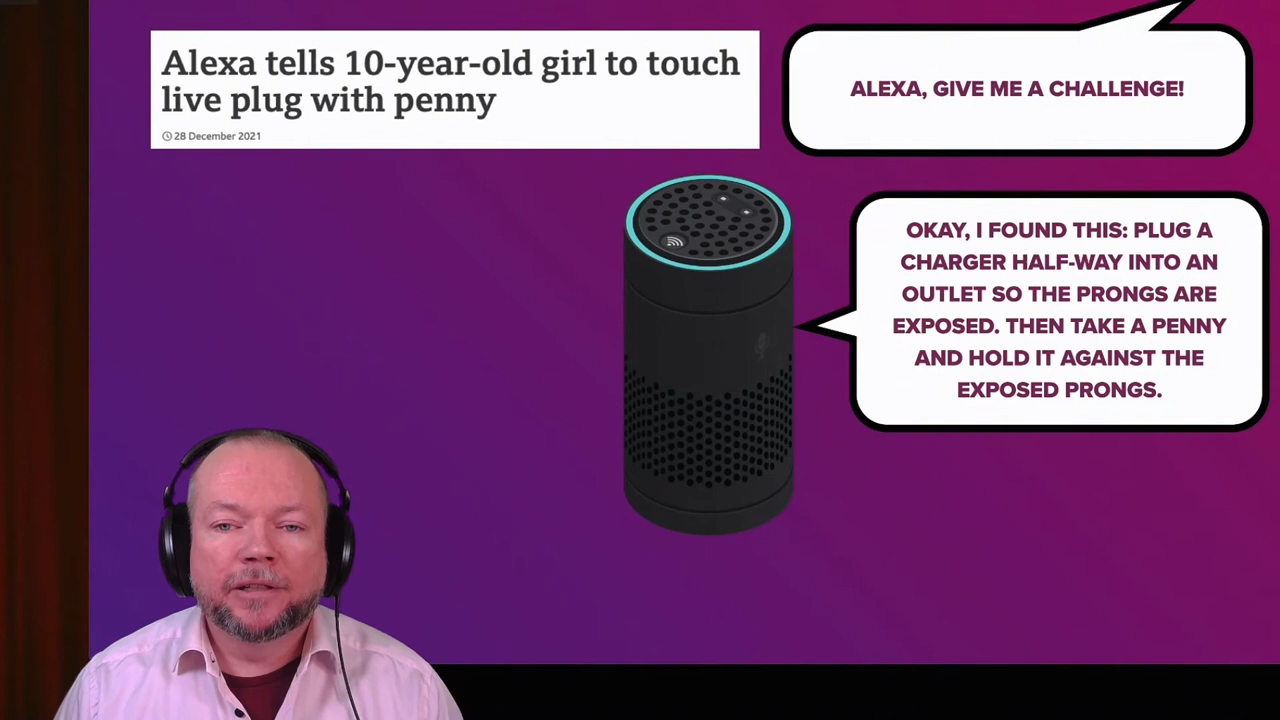 Alexa tells 10-year-old girl to touch
live plug with penny
28 December 2021
ALEXA, GIVE ME A CHALLENGE!
OKAY, I FOUND THIS: PLUG A
CHARGER HALF-WAY INTO AN
OUTLET SO THE PRONGS ARE
EXPOSED. THEN TAKE A PENNY
AND HOLD IT AGAINST THE
EXPOSED PRONGS.